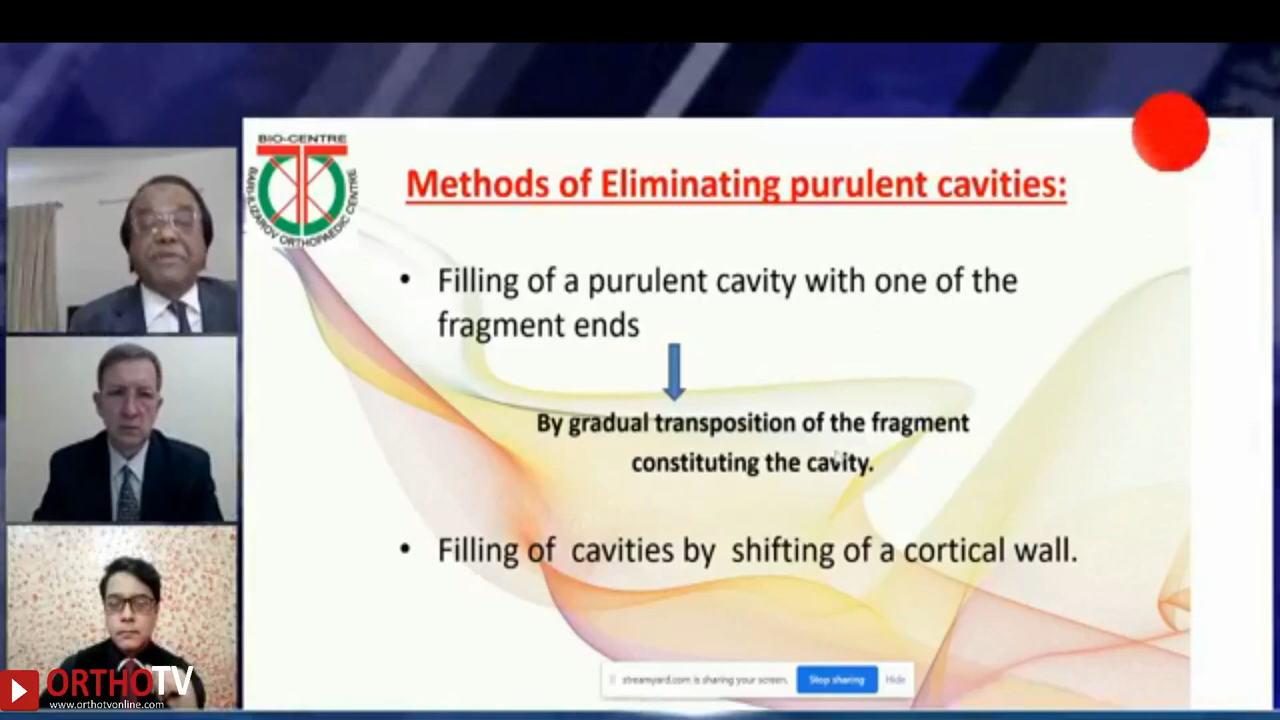 BIO-CENTRE
BARI-ILIZAROV ORTHOPAEDIC CENTRE
Methods of Eliminating purulent cavities:
• Filling of a purulent cavity with one of the
fragment ends
By gradual transposition of the fragment
constituting the cavity.
• Filling of cavities by shifting of a cortical wall.
streamyard.com is sharing your screen.
Stop sharing
Hide
ORTHOTV
www.orthotvonline.com